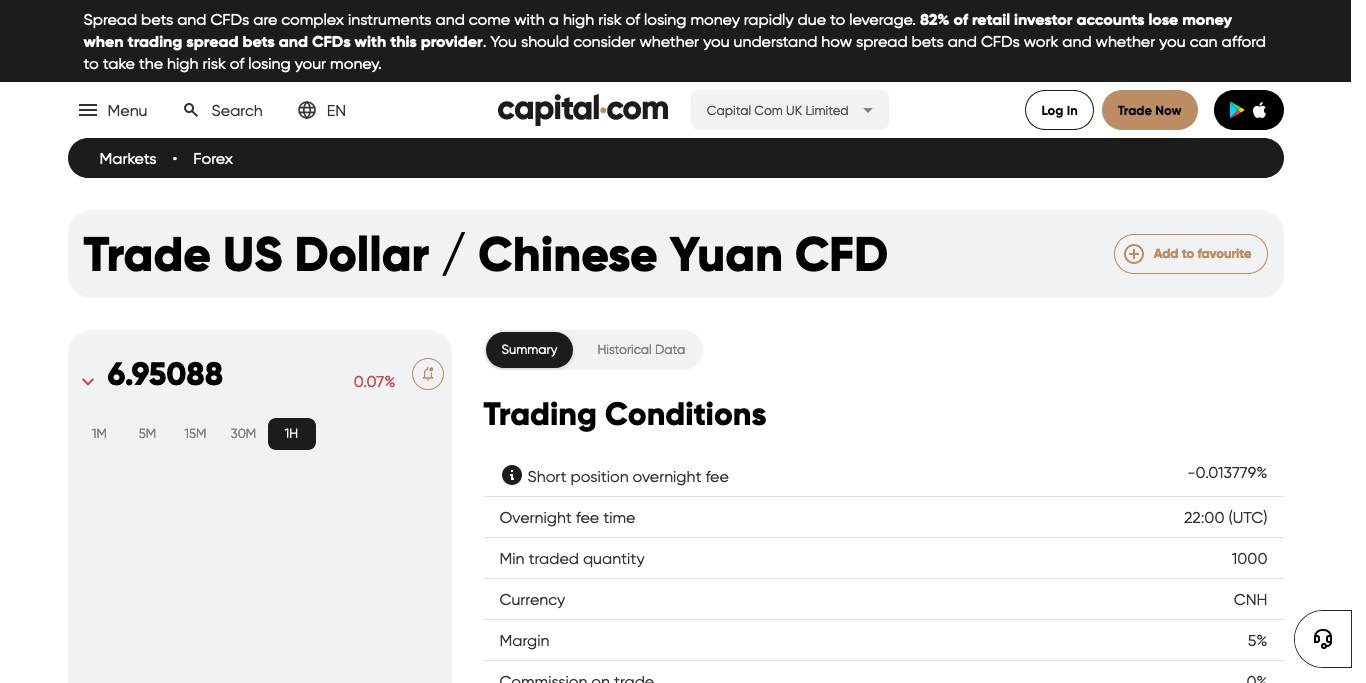 Spread bets and CFDs are complex instruments and come with a high risk of losing money rapidly due to leverage. 82% of retail investor accounts lose money
when trading spread bets and CFDs with this provider. You should consider whether you understand how spread bets and CFDs work and whether you can afford
to take the high risk of losing your money.
Menu Search EN capital.com Capital Com UK Limited Log In Trade Now
Markets • Forex
Trade US Dollar / Chinese Yuan CFD Add to favourite
6.95088 0.07%
1M 5M 15M 30M 1H
Summary Historical Data
Trading Conditions
Short position overnight fee -0.013779%
Overnight fee time 22:00 (UTC)
Min traded quantity 1000
Currency CNH
Margin 5%
Commission on trade 0%